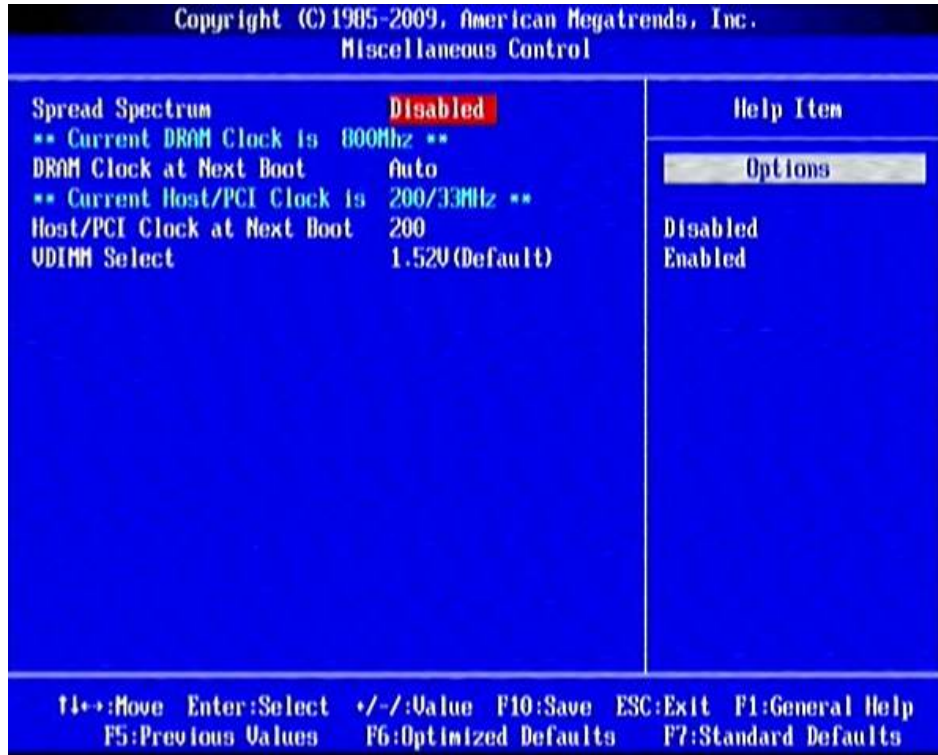 Copyright (C)1985-2009, American Megatrends, Inc.
Miscellaneous Control
Spread Spectrum Disabled
** Current DRAM Clock is 800Mhz **
DRAM Clock at Next Boot Auto
** Current Host/PCI Clock is 200/33MHz **
Host/PCI Clock at Next Boot 200
VDIMM Select 1.52V(Default)
Help Item
Options
Disabled
Enabled
↑↓←→:Move Enter:Select +/-/:Value F10:Save ESC:Exit F1:General Help
F5:Previous Values F6:Optimized Defaults F7:Standard Defaults